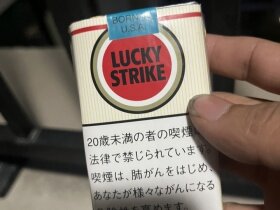 BORN
U.S.A.
LUCKY
STRIKE
20歳未満の者の喫煙
法律で禁じられています
喫煙は、肺がんをはじめ、
あなたが様々ながんになる